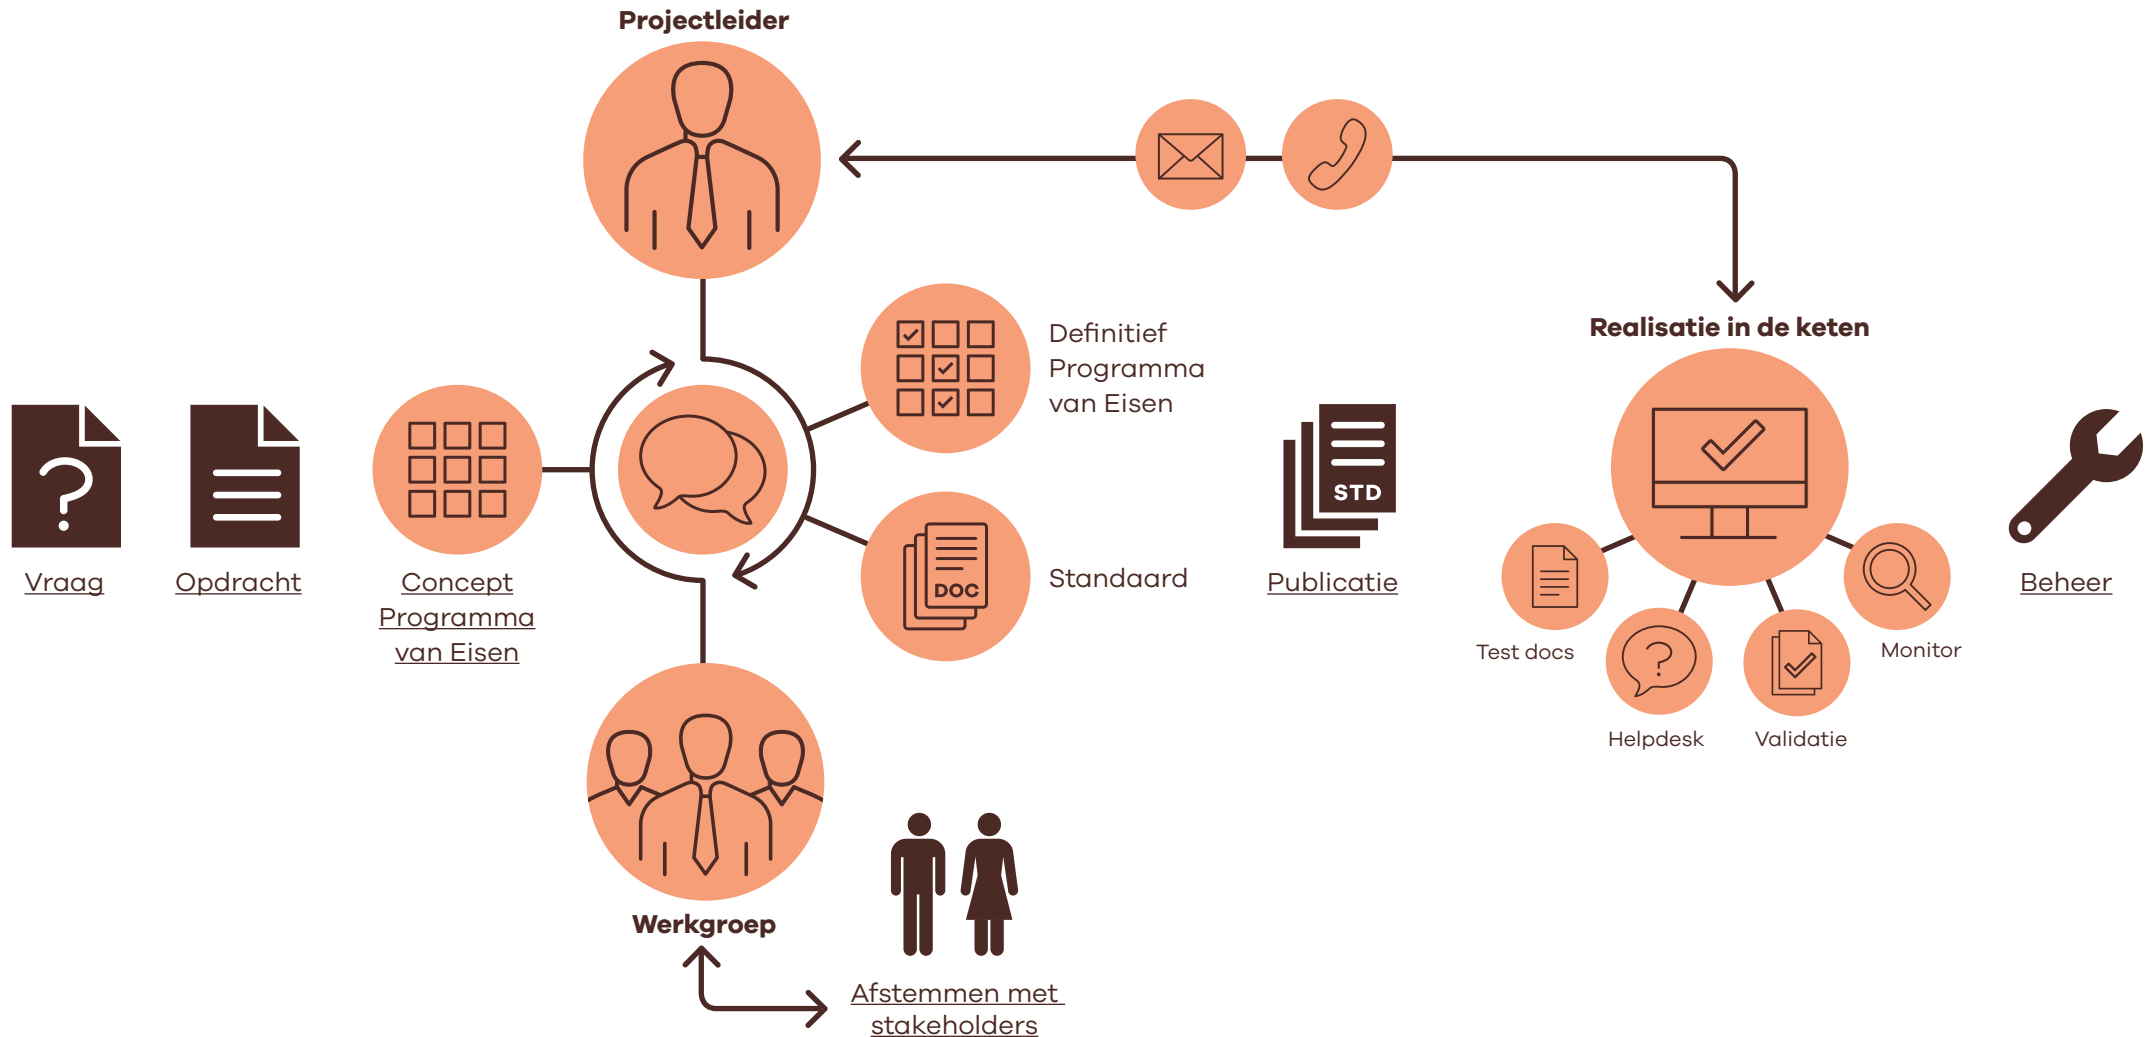 Projectleider
Definitief
Programma
van Eisen
Realisatie in de keten
STD
DOC
Vraag
Opdracht
Concept
Programma
van Eisen
Standaard
Publicatie
Beheer
Test docs
Monitor
Helpdesk
Validatie
Werkgroep
Afstemmen met
stakeholders